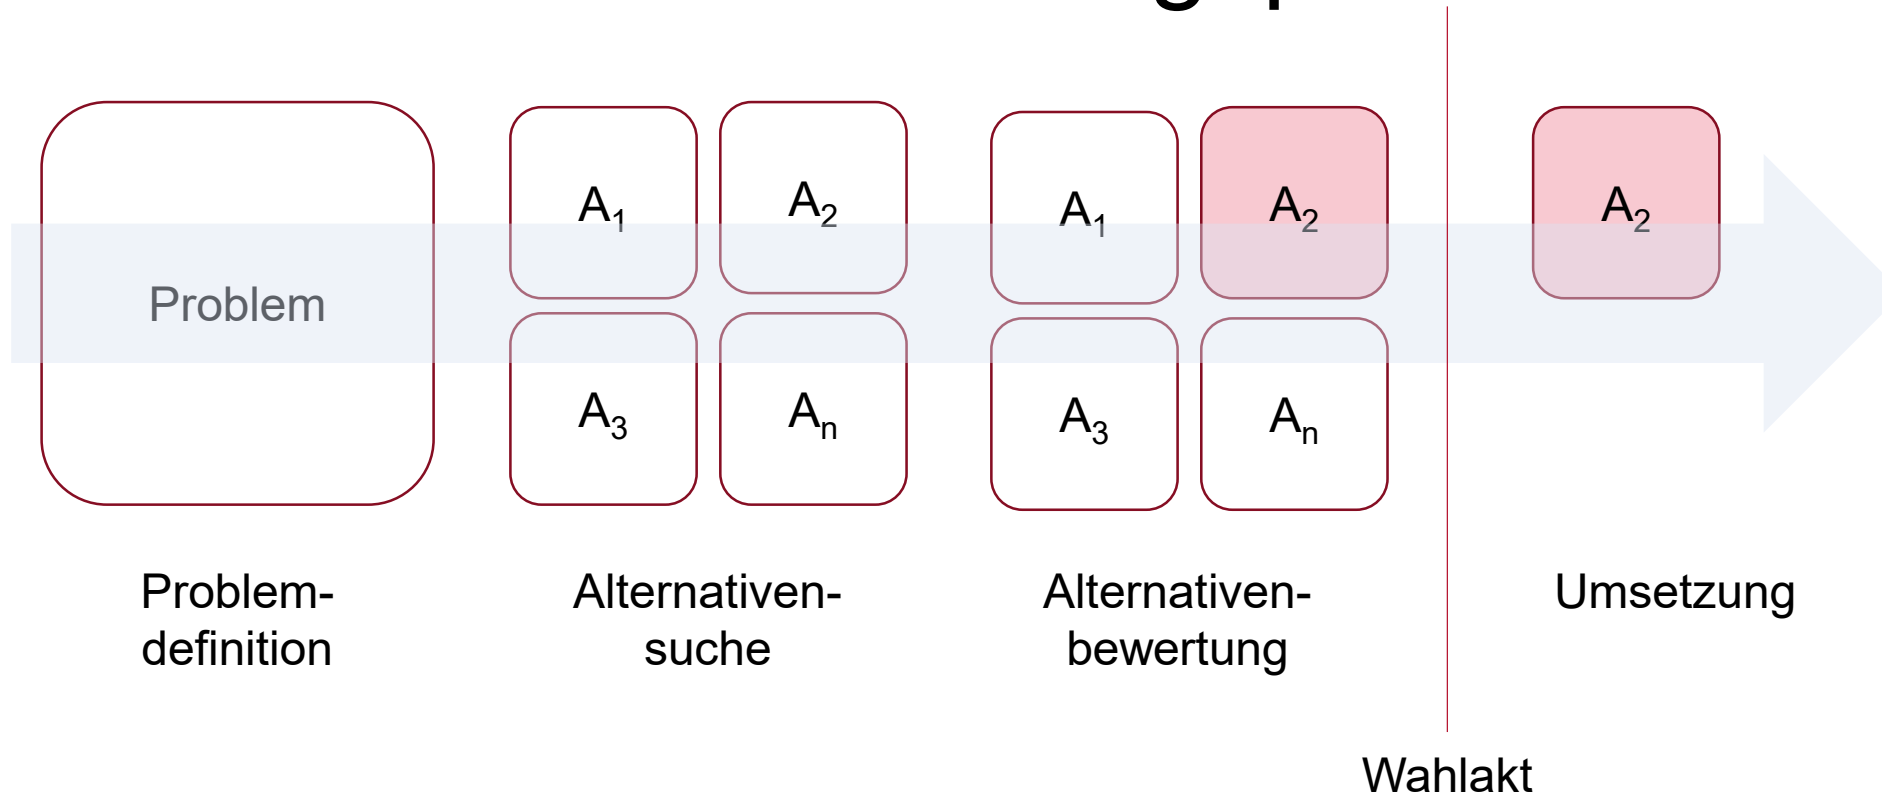 Problem
A₁
A₂
A₃
Aₙ
A₁
A₂
A₃
Aₙ
A₂
Problem-
definition
Alternativen-
suche
Alternativen-
bewertung
Umsetzung
Wahlakt